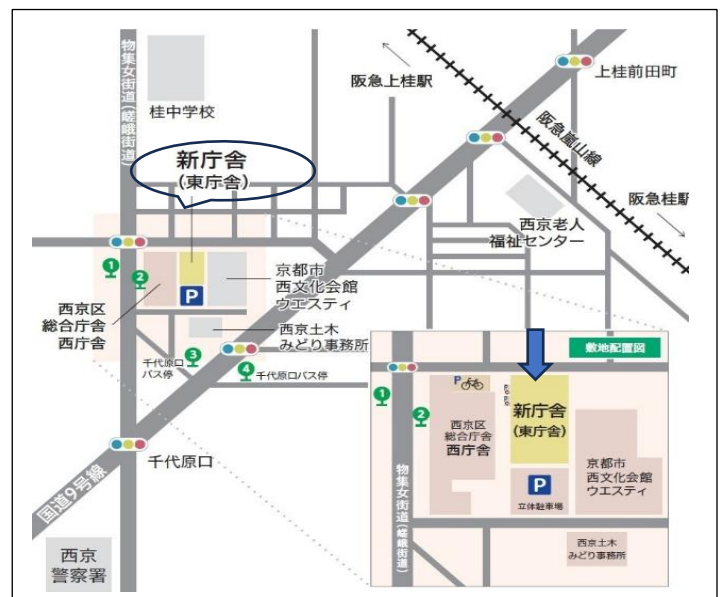 物集女街道(嵯峨街道)
桂中学校
阪急上桂駅
上桂前田町
阪急嵐山線
新庁舎
(東庁舎)
阪急桂駅
西京老人
福祉センター
1
2
P
京都市
西文化会館
ウエスティ
西京区
総合庁舎
西庁舎
西京土木
みどり事務所
千代原口
バス停
3
4
千代原口バス停
千代原口
国道9号線
西京
警察署
敷地配置図
P
1
2
新庁舎
(東庁舎)
西京区
総合庁舎
西庁舎
P
立体駐車場
京都市
西文化会館
ウエスティ
物集女街道(嵯峨街道)
西京土木
みどり事務所